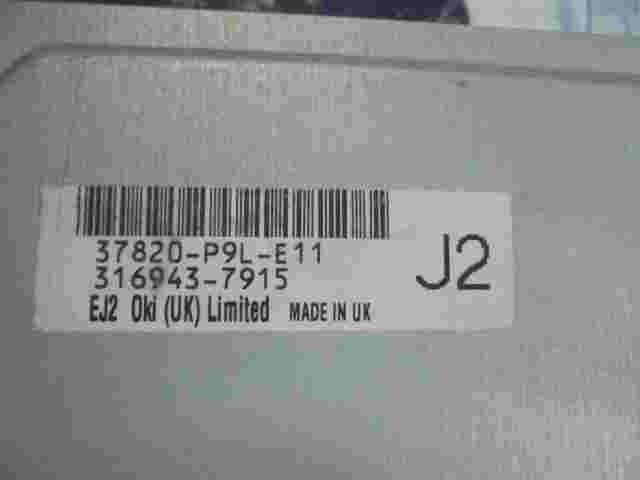 37820-P9L-E11
316943-7915
EJ2 Oki (UK) Limited MADE IN UK
J2